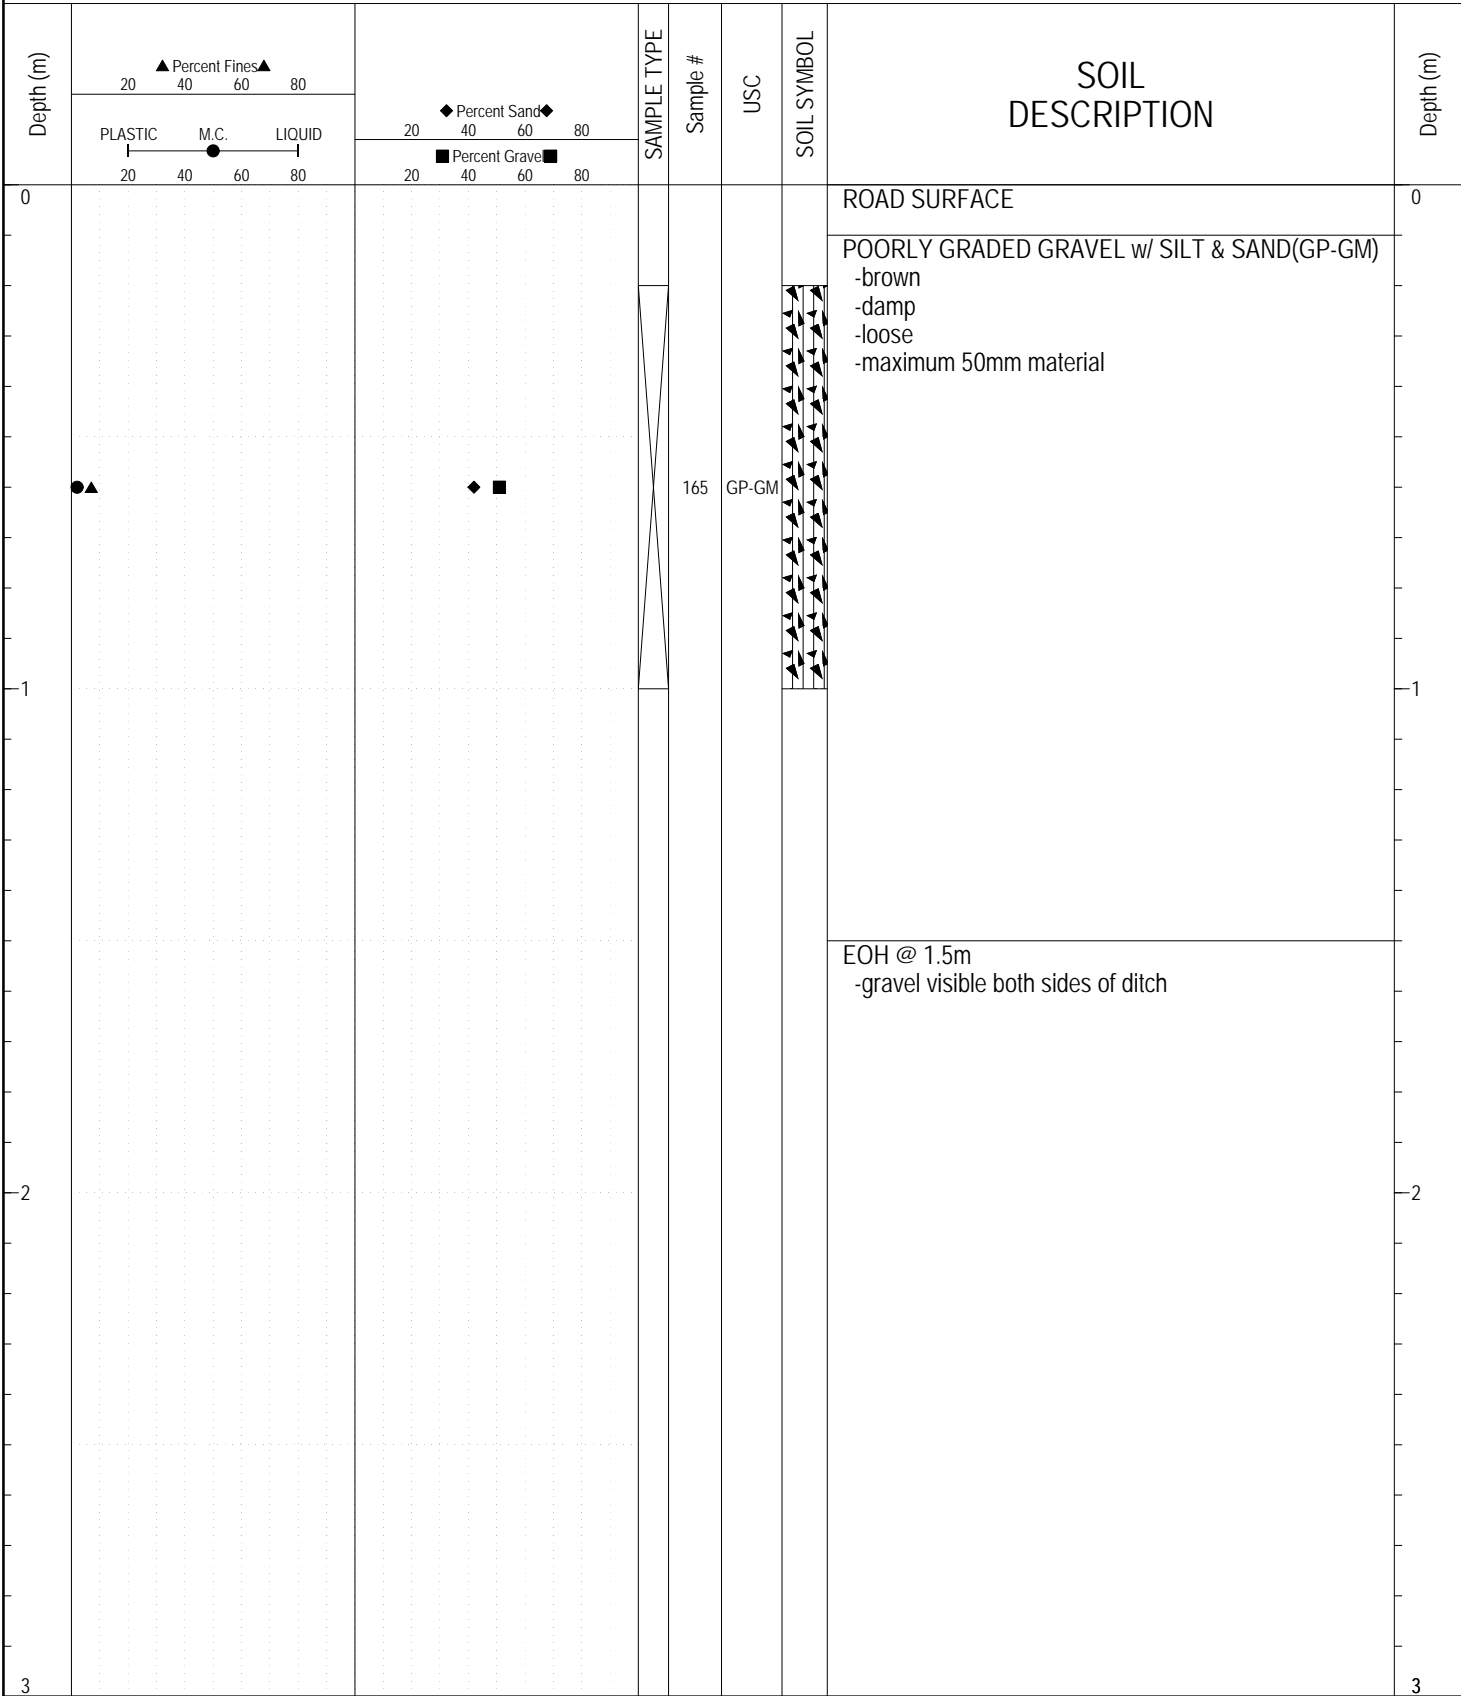 Depth (m)
▲ Percent Fines▲
20 40 60 80
PLASTIC M.C. LIQUID
20 40 60 80
◆ Percent Sand◆
20 40 60 80
■ Percent Gravel■
20 40 60 80
SAMPLE TYPE
Sample #
USC
SOIL SYMBOL
SOIL
DESCRIPTION
Depth (m)
0
ROAD SURFACE
0
POORLY GRADED GRAVEL w/ SILT & SAND(GP-GM)
-brown
-damp
-loose
-maximum 50mm material
165 GP-GM
1
1
EOH @ 1.5m
-gravel visible both sides of ditch
2
2
3
3